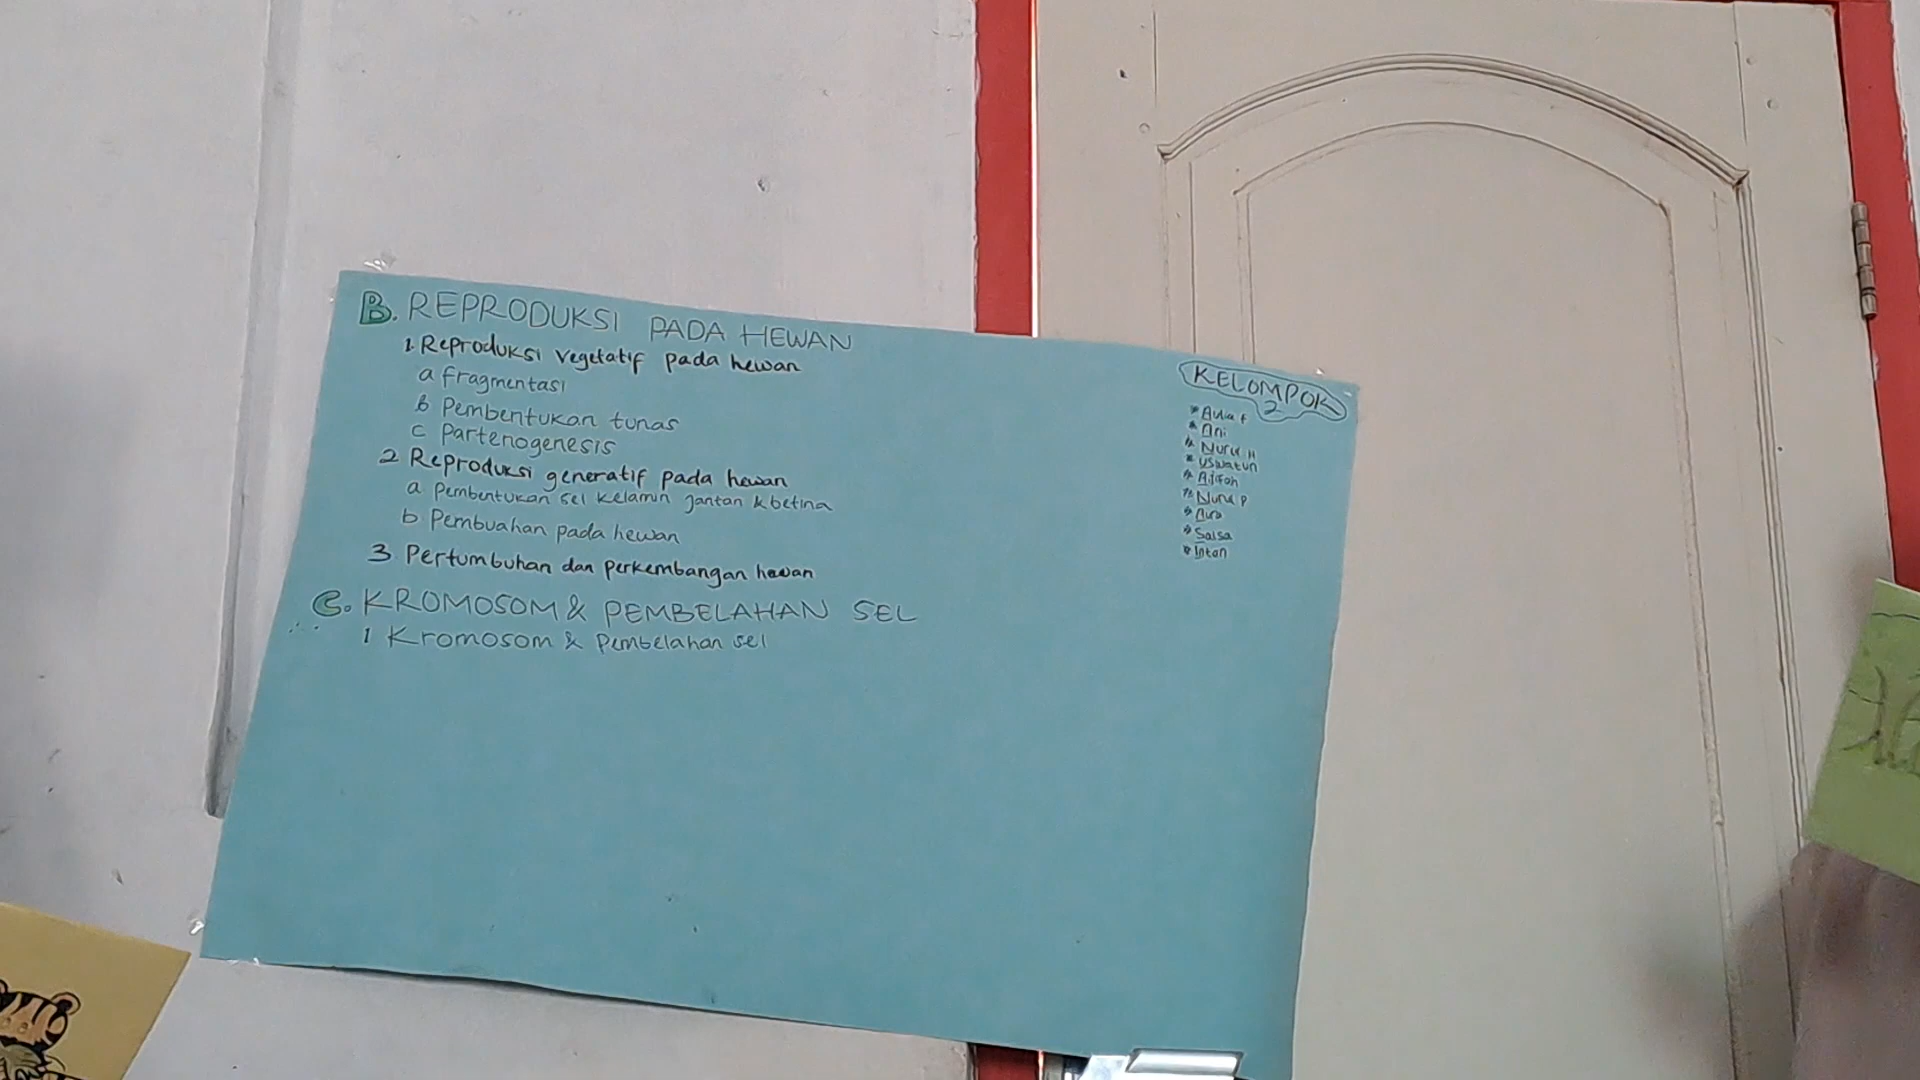 B. REPRODUKSI PADA HEWAN
1. Reproduksi vegetatif pada hewan
a fragmentasi
b Pembentukan tunas
c Partenogenesis
2 Reproduksi generatif pada hewan
a Pembentukan sel kelamin jantan & betina
b Pembuahan pada hewan
3 Pertumbuhan dan perkembangan hewan
C. KROMOSOM & PEMBELAHAN SEL
1 Kromosom & Pembelahan sel
KELOMPOK
2
* Aulia f
* Ani
* Nurul H
* Uswatun
* Nurul P
* Salsa
* Intan